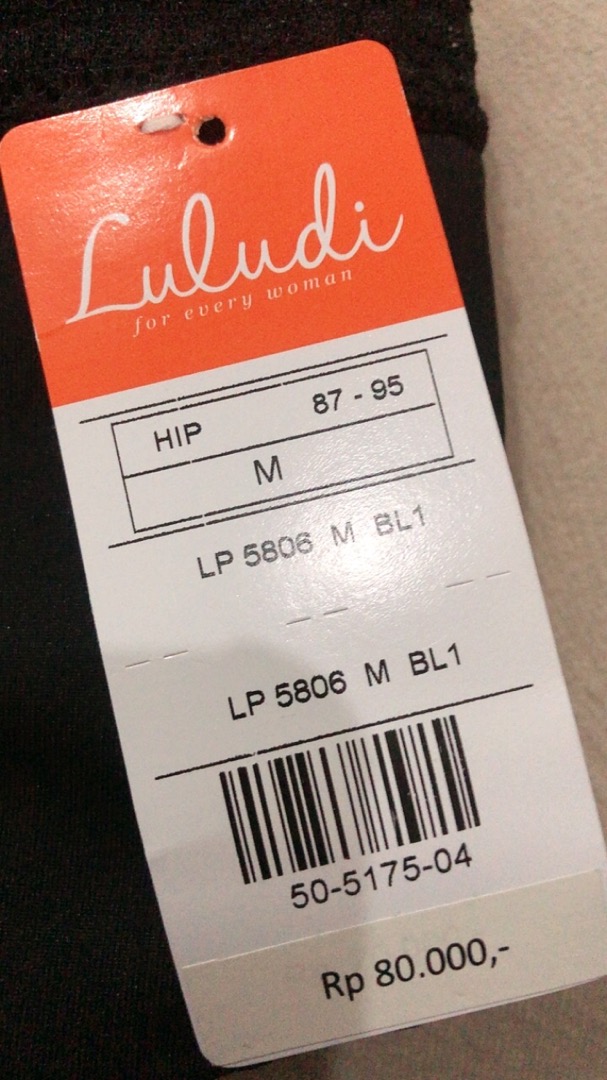 Luludi
for every woman
HIP 87 - 95
M
LP 5806 M BL1
LP 5806 M BL1
50-5175-04
Rp 80.000,-